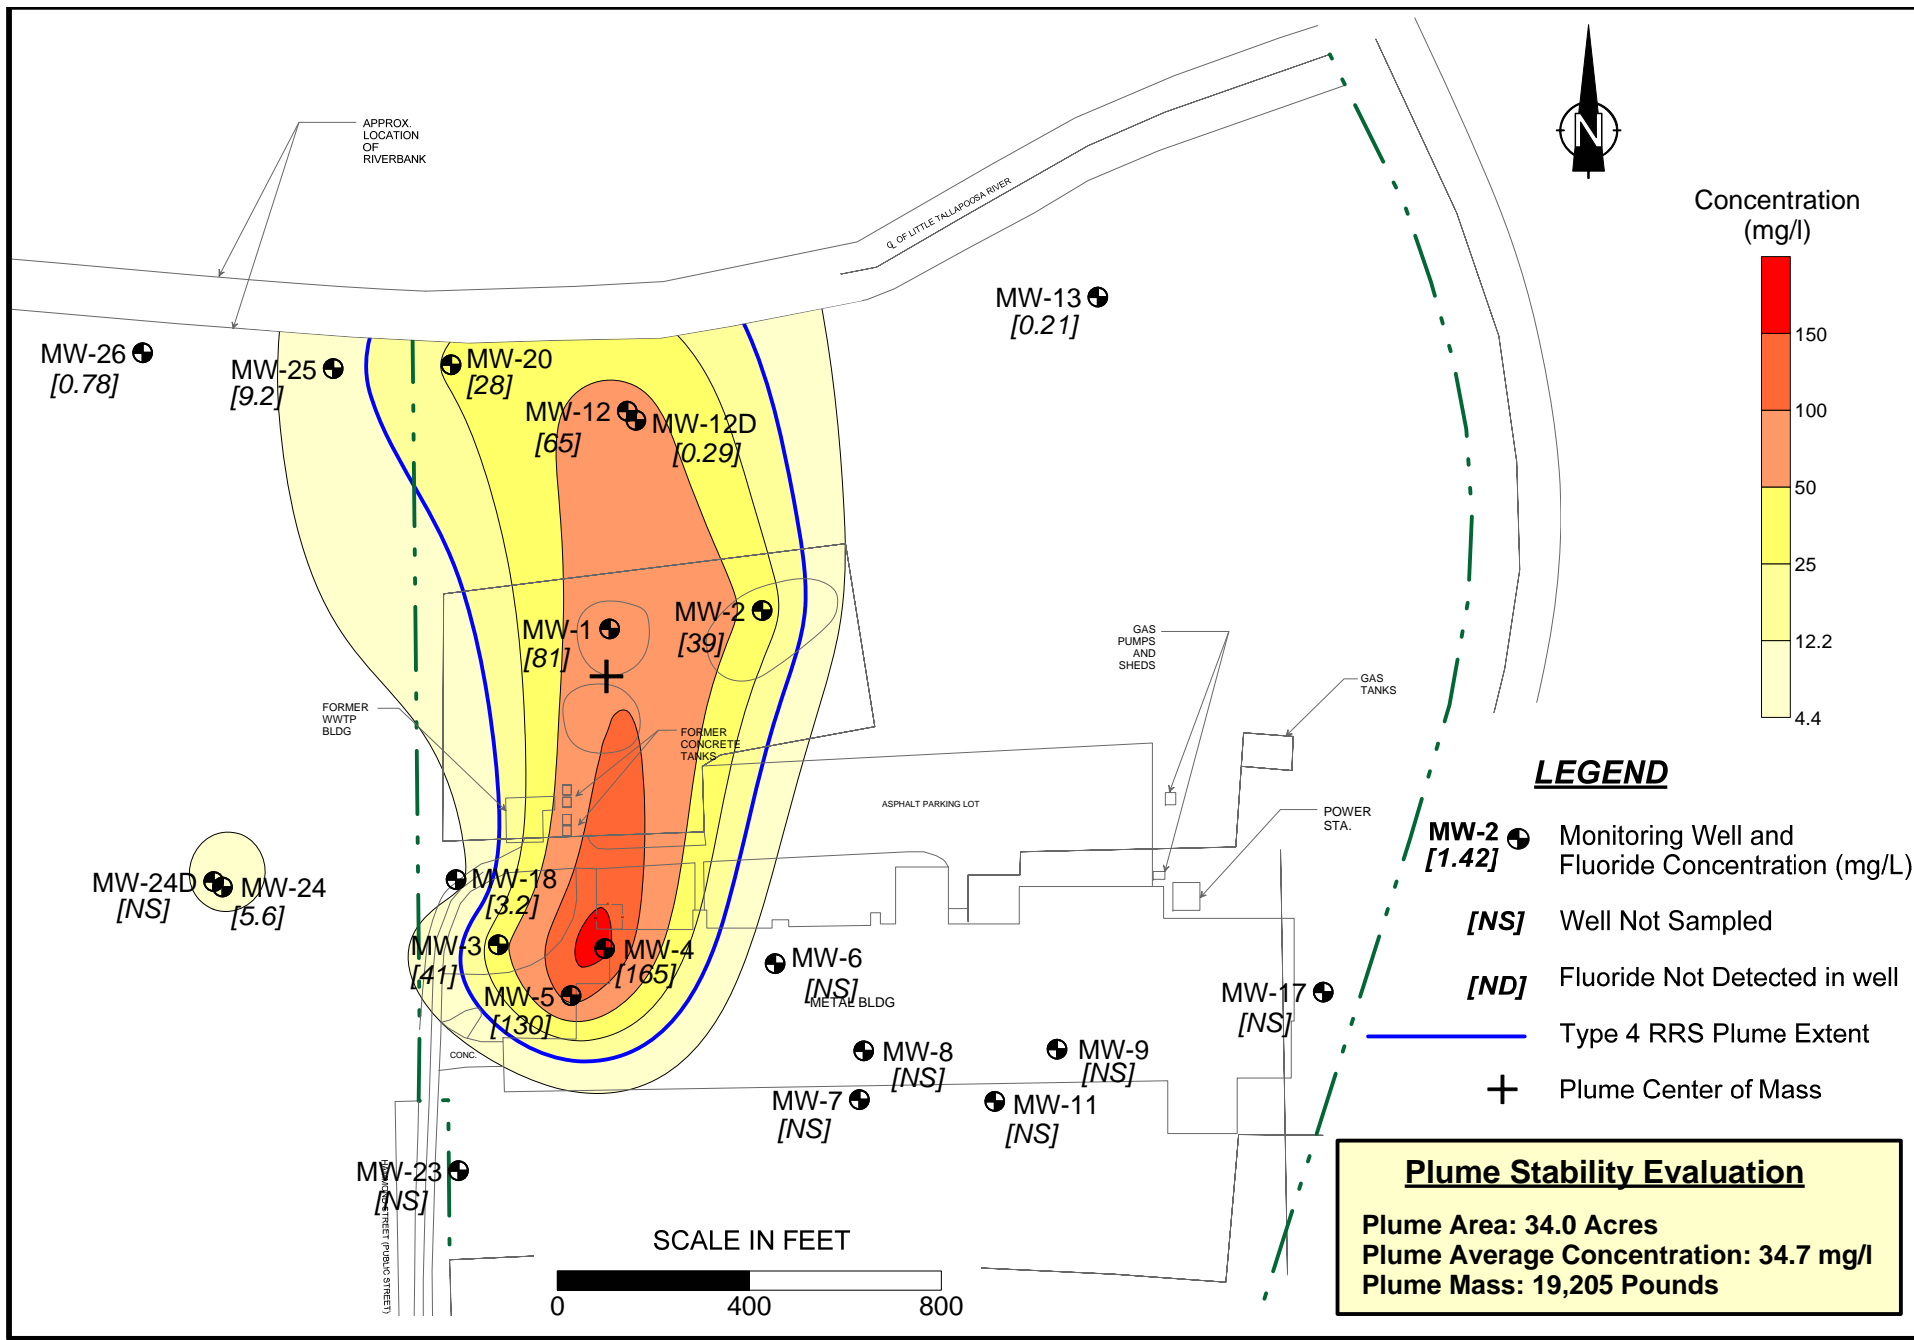 APPROX.
LOCATION
OF
RIVERBANK
℄ OF LITTLE TALLAPOOSA RIVER
N
Concentration
(mg/l)
150
100
50
25
12.2
4.4
MW-13
[0.21]
MW-26
[0.78]
MW-25
[9.2]
MW-20
[28]
MW-12
[65]
MW-12D
[0.29]
MW-1
[81]
MW-2
[39]
GAS
PUMPS
AND
SHEDS
GAS
TANKS
FORMER
WWTP
BLDG
FORMER
CONCRETE
TANKS
ASPHALT PARKING LOT
POWER
STA.
MW-24D
[NS]
MW-24
[5.6]
MW-18
[3.2]
MW-3
[41]
MW-4
[165]
MW-5
[130]
MW-6
[NS]
METAL BLDG
MW-17
[NS]
CONC.
MW-8
[NS]
MW-9
[NS]
MW-7
[NS]
MW-11
[NS]
MW-23
[NS]
HAMMOND STREET (PUBLIC STREET)
SCALE IN FEET
0 400 800
LEGEND
MW-2
[1.42]
Monitoring Well and
Fluoride Concentration (mg/L)
[NS] Well Not Sampled
[ND] Fluoride Not Detected in well
Type 4 RRS Plume Extent
Plume Center of Mass
Plume Stability Evaluation
Plume Area: 34.0 Acres
Plume Average Concentration: 34.7 mg/l
Plume Mass: 19,205 Pounds